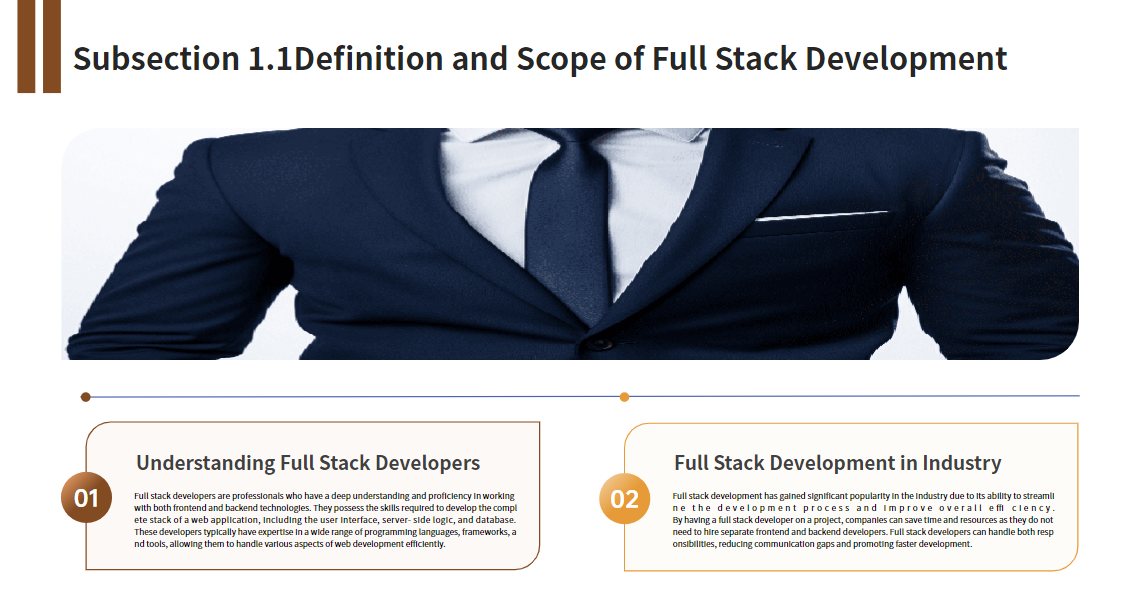 Subsection 1.1Definition and Scope of Full Stack Development
01
Understanding Full Stack Developers
Full stack developers are professionals who have a deep understanding and proficiency in working
with both frontend and backend technologies. They possess the skills required to develop the compl
ete stack of a web application, including the user interface, server- side logic, and database.
These developers typically have expertise in a wide range of programming languages, frameworks, a
nd tools, allowing them to handle various aspects of web development efficiently.
02
Full Stack Development in Industry
Full stack development has gained significant popularity in the industry due to its ability to streamli
ne the development process and improve overall effi ciency.
By having a full stack developer on a project, companies can save time and resources as they do not
need to hire separate frontend and backend developers. Full stack developers can handle both resp
onsibilities, reducing communication gaps and promoting faster development.